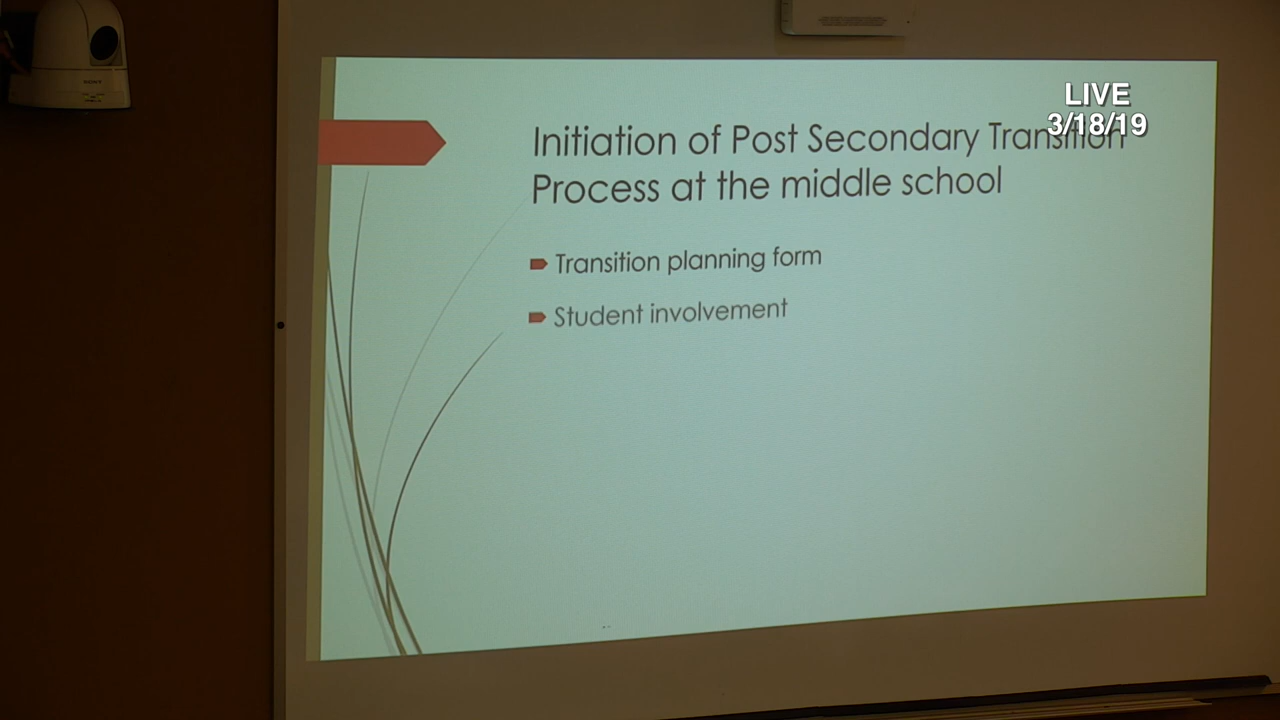 SONY
LIVE
3/18/19
Initiation of Post Secondary Transition
Process at the middle school
Transition planning form
Student involvement